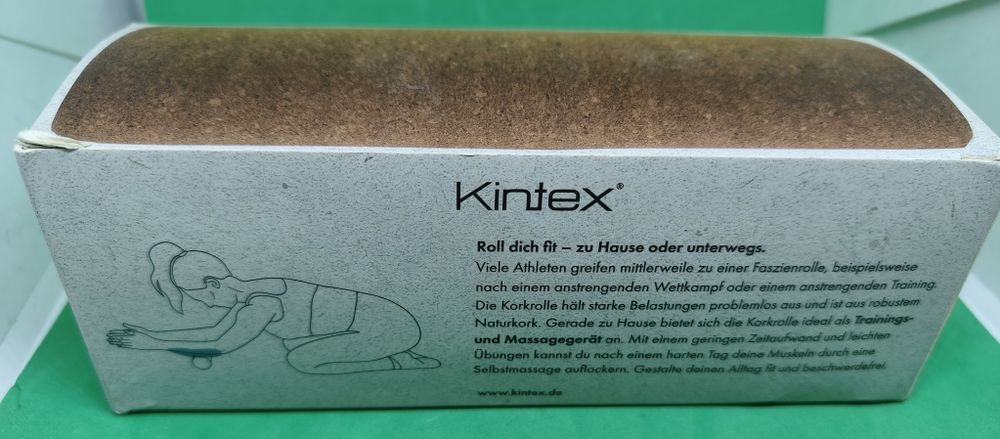 Kintex®
Roll dich fit – zu Hause oder unterwegs.
Viele Athleten greifen mittlerweile zu einer Faszienrolle, beispielsweise
nach einem anstrengenden Wettkampf oder einem anstrengenden Training.
Die Korkrolle hält starke Belastungen problemlos aus und ist aus robustem
Naturkork. Gerade zu Hause bietet sich die Korkrolle ideal als Trainings-
und Massagegerät an. Mit einem geringen Zeitaufwand und leichten
Übungen kannst du nach einem harten Tag deine Muskeln durch eine
Selbstmassage auflockern. Gestalte deinen Alltag fit und beschwerdefrei.
www.kintex.de